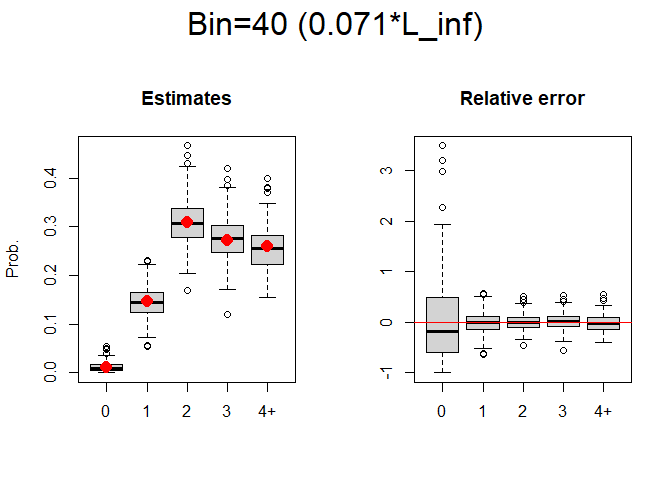 Bin=40 (0.071*L_inf)
Estimates
Relative error
Prob.
0.0
0.1
0.2
0.3
0.4
0 1 2 3 4+
-1
0
1
2
3
0 1 2 3 4+